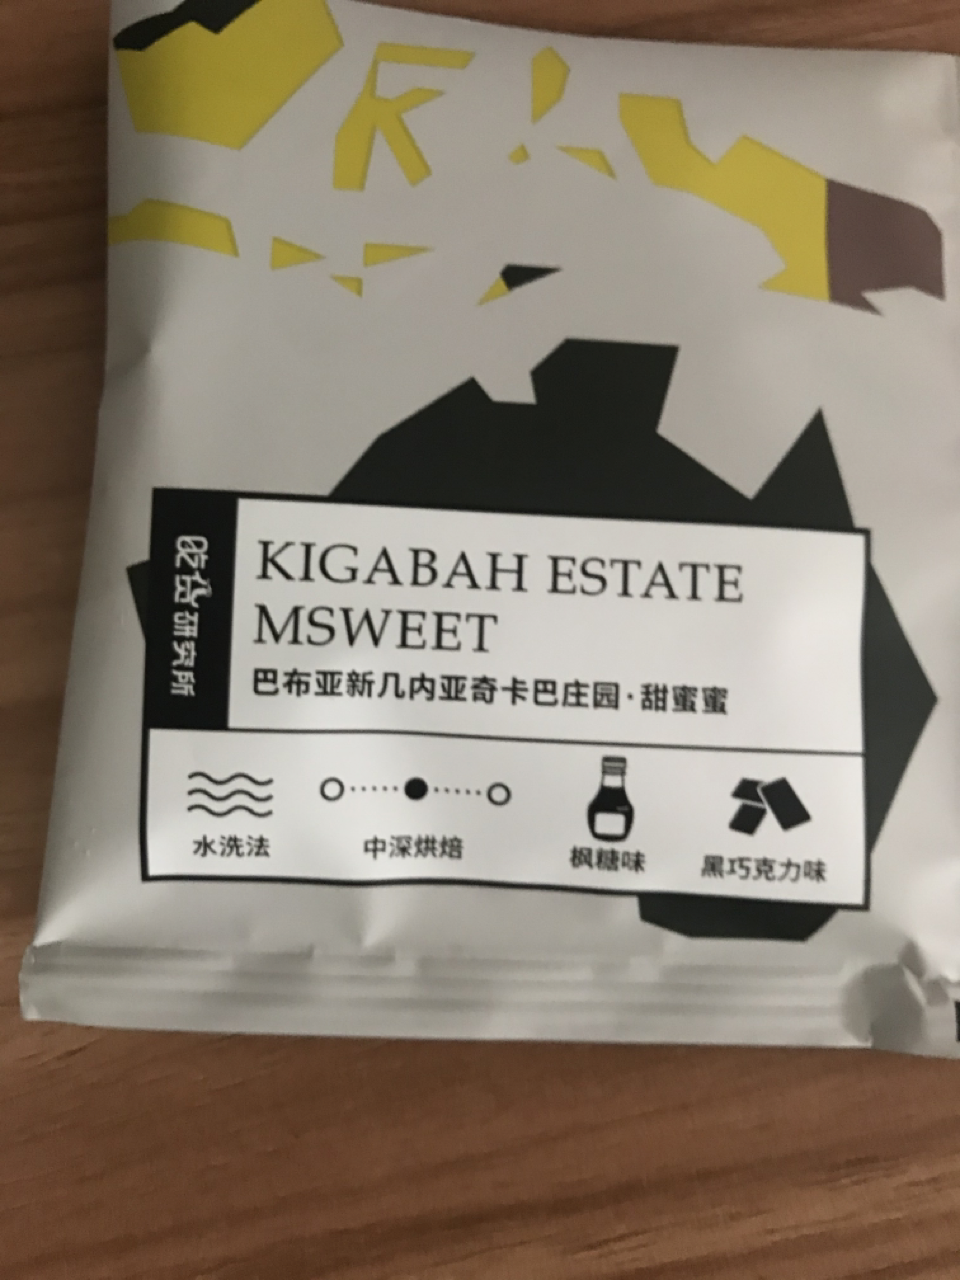 吃货研究所
KIGABAH ESTATE
MSWEET
巴布亚新几内亚奇卡巴庄园·甜蜜蜜
水洗法
中深烘焙
枫糖味
黑巧克力味